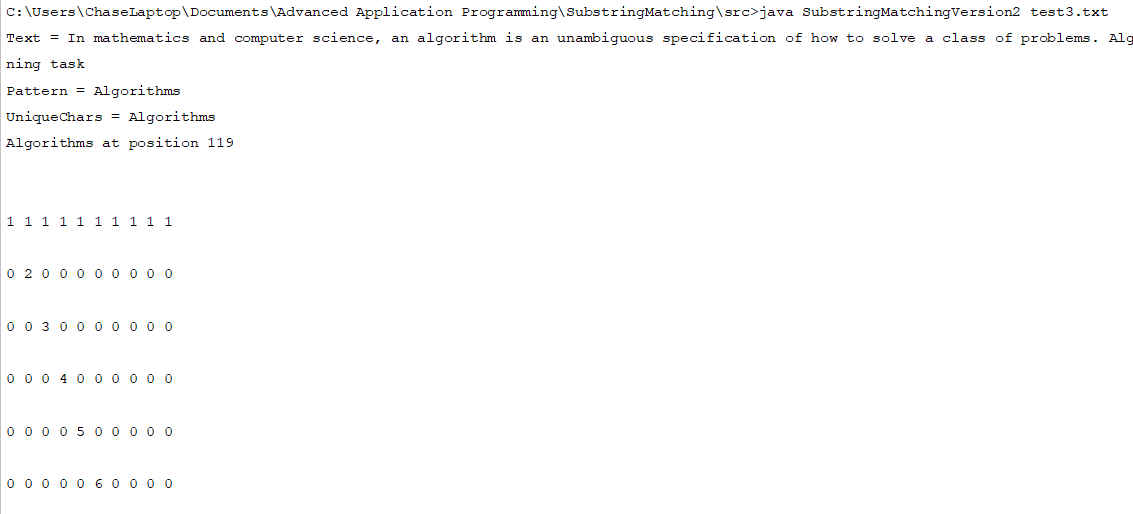 C:\Users\ChaseLaptop\Documents\Advanced Application Programming\SubstringMatching\src>java SubstringMatchingVersion2 test3.txt
Text = In mathematics and computer science, an algorithm is an unambiguous specification of how to solve a class of problems. Alg
ning task
Pattern = Algorithms
UniqueChars = Algorithms
Algorithms at position 119
1 1 1 1 1 1 1 1 1 1
0 2 0 0 0 0 0 0 0 0
0 0 3 0 0 0 0 0 0 0
0 0 0 4 0 0 0 0 0 0
0 0 0 0 5 0 0 0 0 0
0 0 0 0 0 6 0 0 0 0